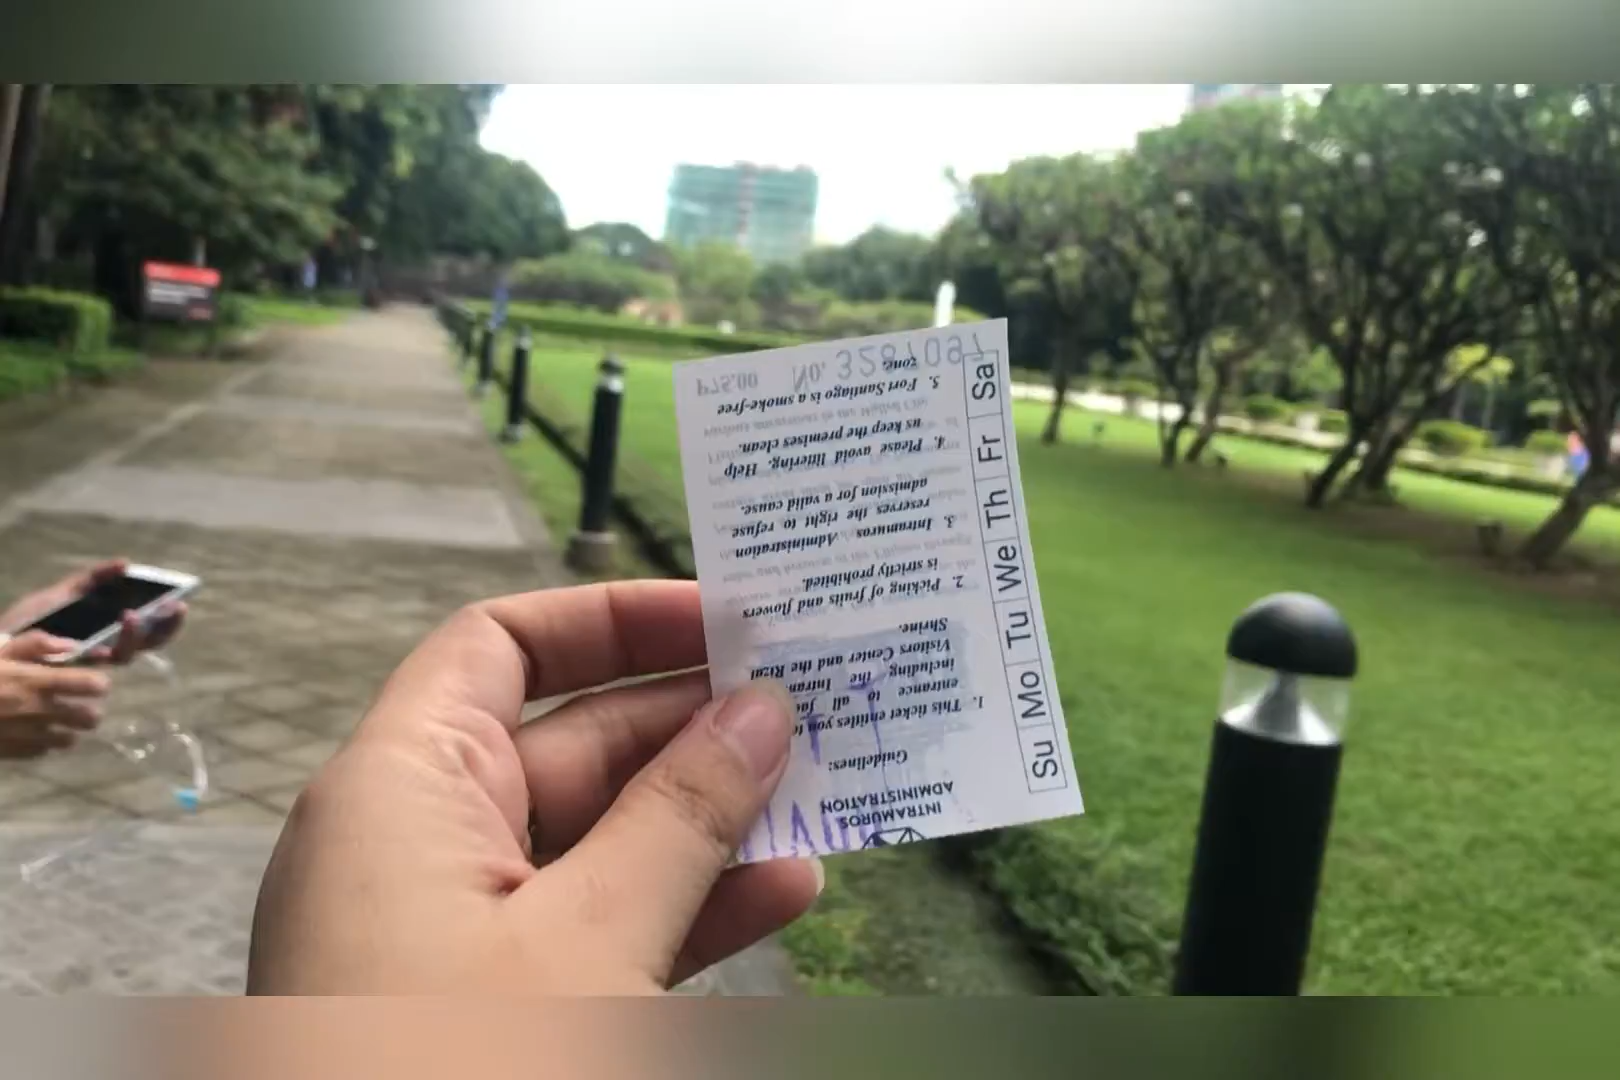 INTRAMUROS
ADMINISTRATION
Guidelines:
1. This ticket entitles you to
entrance to all
including the
Visitors Center and the Rizal
Shrine.
2. Picking of fruits and flowers
is strictly prohibited.
3. Intramuros Administration
reserves the right to refuse
admission for a valid cause.
4. Please avoid littering. Help
us keep the premises clean.
5. Fort Santiago is a smoke-free
zone.
₱75.00 No. 3287097
Su Mo Tu We Th Fr Sa